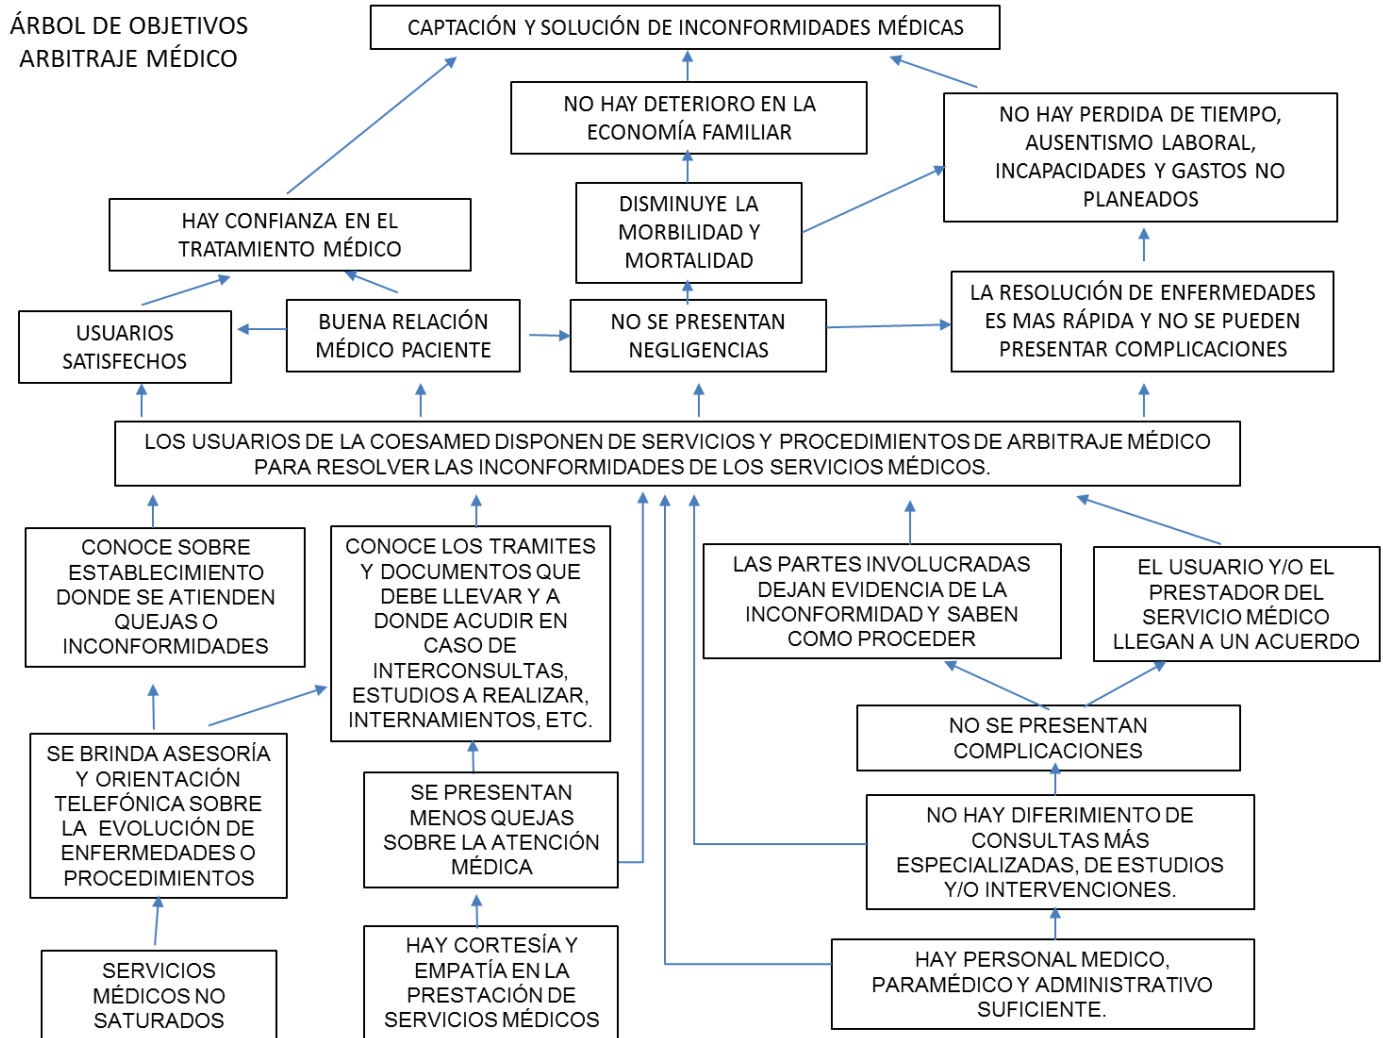 ÁRBOL DE OBJETIVOS
ARBITRAJE MÉDICO
CAPTACIÓN Y SOLUCIÓN DE INCONFORMIDADES MÉDICAS
NO HAY DETERIORO EN LA
ECONOMÍA FAMILIAR
NO HAY PERDIDA DE TIEMPO,
AUSENTISMO LABORAL,
INCAPACIDADES Y GASTOS NO
PLANEADOS
HAY CONFIANZA EN EL
TRATAMIENTO MÉDICO
DISMINUYE LA
MORBILIDAD Y
MORTALIDAD
USUARIOS
SATISFECHOS
BUENA RELACIÓN
MÉDICO PACIENTE
NO SE PRESENTAN
NEGLIGENCIAS
LA RESOLUCIÓN DE ENFERMEDADES
ES MAS RÁPIDA Y NO SE PUEDEN
PRESENTAR COMPLICACIONES
LOS USUARIOS DE LA COESAMED DISPONEN DE SERVICIOS Y PROCEDIMIENTOS DE ARBITRAJE MÉDICO
PARA RESOLVER LAS INCONFORMIDADES DE LOS SERVICIOS MÉDICOS.
CONOCE SOBRE
ESTABLECIMIENTO
DONDE SE ATIENDEN
QUEJAS O
INCONFORMIDADES
CONOCE LOS TRAMITES
Y DOCUMENTOS QUE
DEBE LLEVAR Y A
DONDE ACUDIR EN
CASO DE
INTERCONSULTAS,
ESTUDIOS A REALIZAR,
INTERNAMIENTOS, ETC.
LAS PARTES INVOLUCRADAS
DEJAN EVIDENCIA DE LA
INCONFORMIDAD Y SABEN
COMO PROCEDER
EL USUARIO Y/O EL
PRESTADOR DEL
SERVICIO MÉDICO
LLEGAN A UN ACUERDO
SE BRINDA ASESORÍA
Y ORIENTACIÓN
TELEFÓNICA SOBRE
LA EVOLUCIÓN DE
ENFERMEDADES O
PROCEDIMIENTOS
SE PRESENTAN
MENOS QUEJAS
SOBRE LA ATENCIÓN
MÉDICA
NO SE PRESENTAN
COMPLICACIONES
NO HAY DIFERIMIENTO DE
CONSULTAS MÁS
ESPECIALIZADAS, DE ESTUDIOS
Y/O INTERVENCIONES.
SERVICIOS
MÉDICOS NO
SATURADOS
HAY CORTESÍA Y
EMPATÍA EN LA
PRESTACIÓN DE
SERVICIOS MÉDICOS
HAY PERSONAL MEDICO,
PARAMÉDICO Y ADMINISTRATIVO
SUFICIENTE.